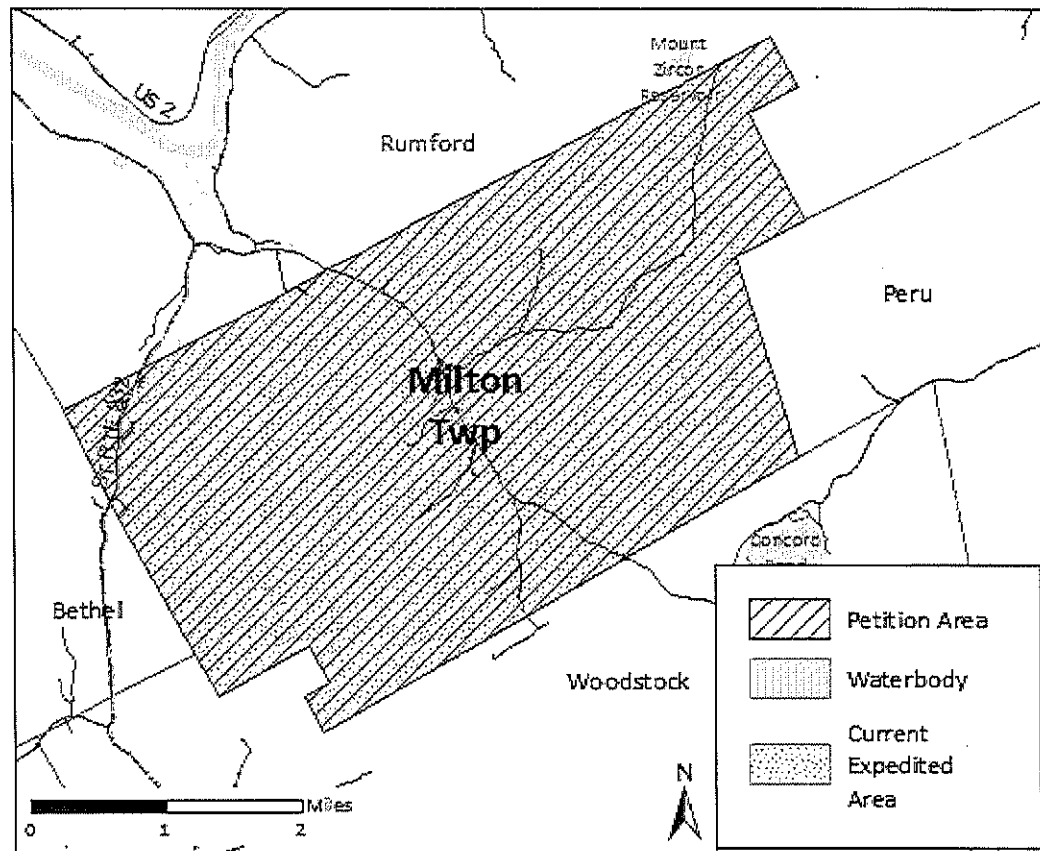 Mount
Zircon
Reservoir
US 2
Rumford
Peru
Milton
Twp
Concord
Bethel
Woodstock
Petition Area
Waterbody
Current
Expedited
Area
N
Miles
0 1 2